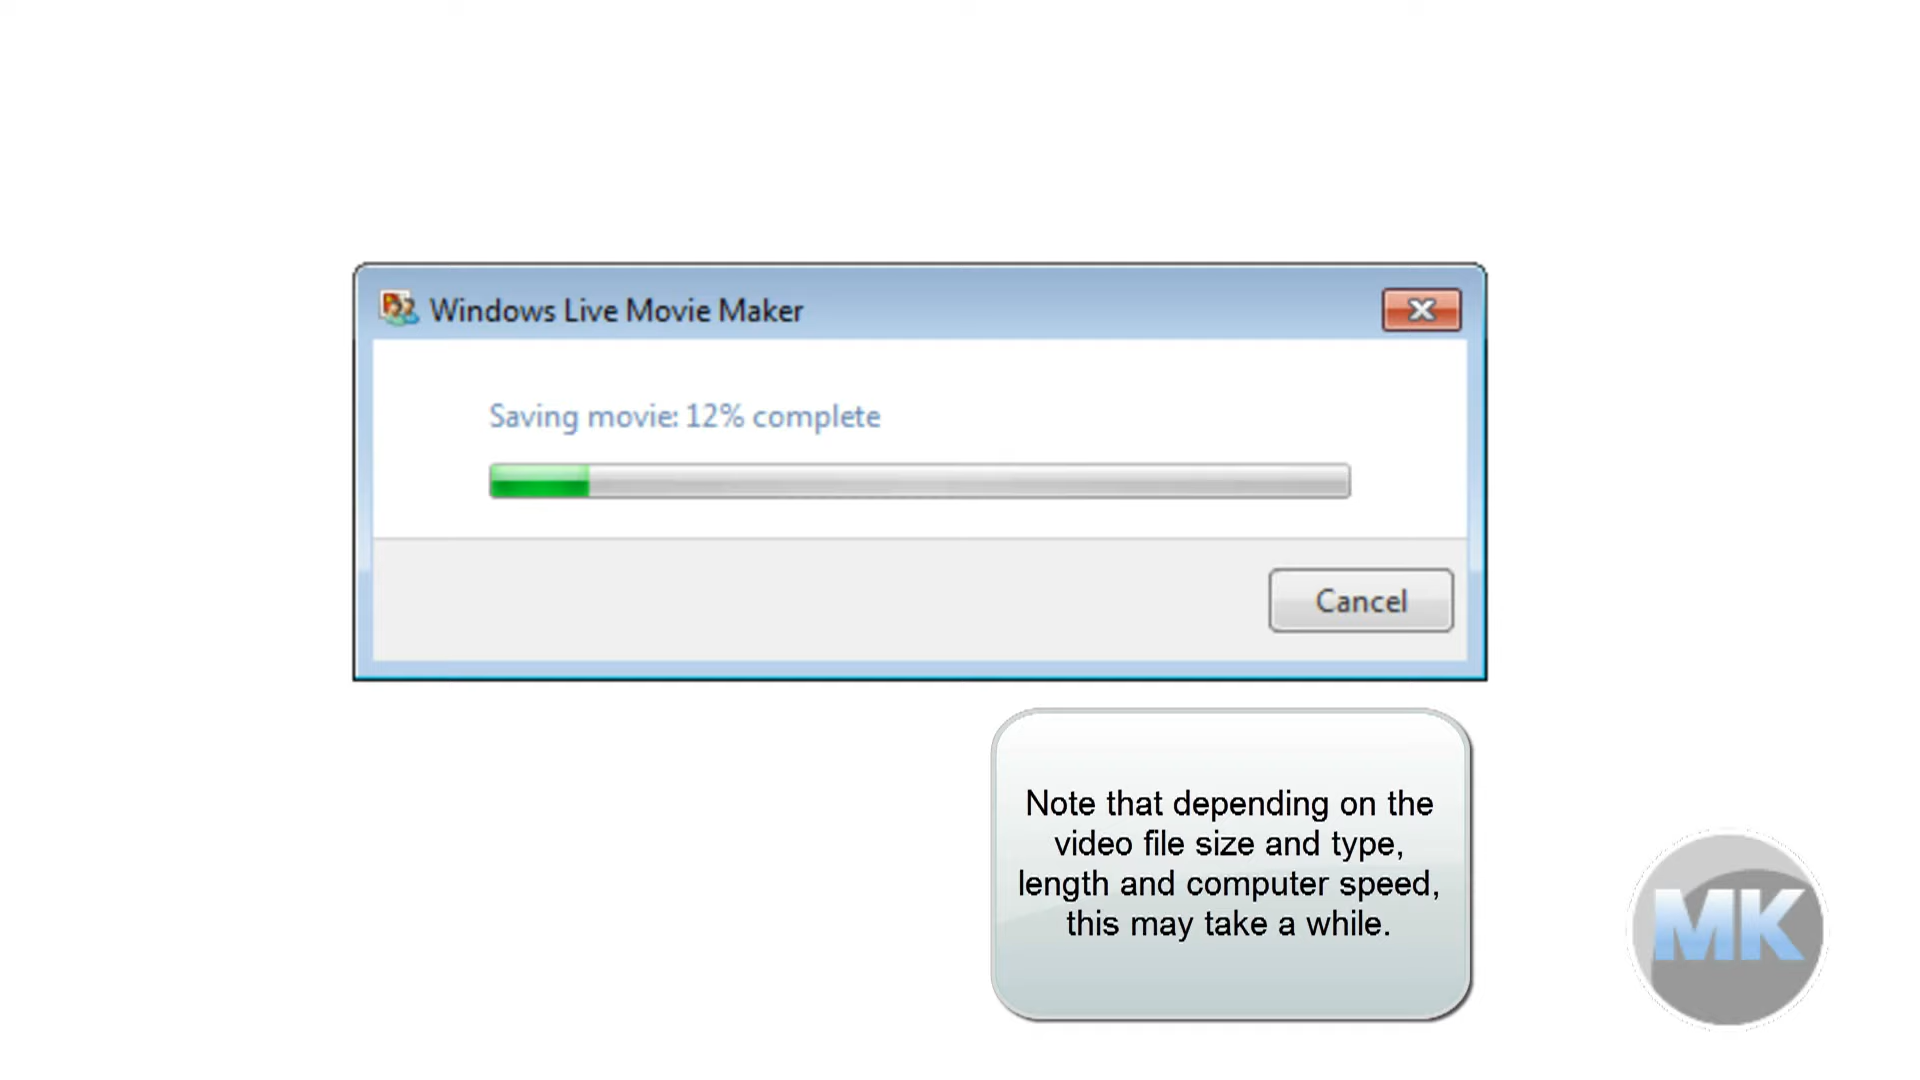 Windows Live Movie Maker
Saving movie: 12% complete
Cancel
Note that depending on the
video file size and type,
length and computer speed,
this may take a while.
MK